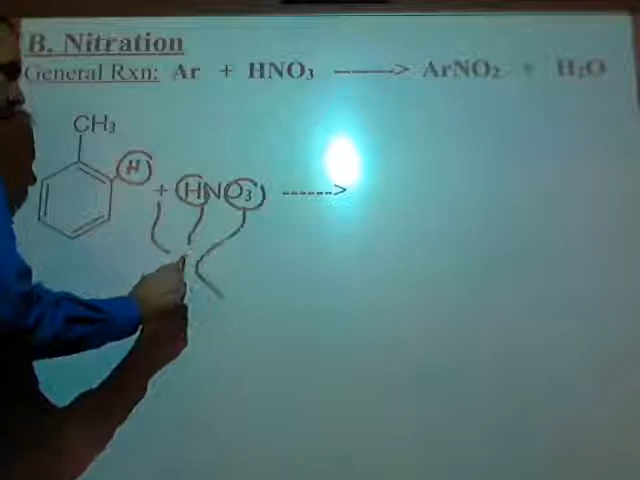 B. Nitration
General Rxn: Ar + HNO₃ ------> ArNO₂ + H₂O
CH₃
H
+ HNO₃ ------>